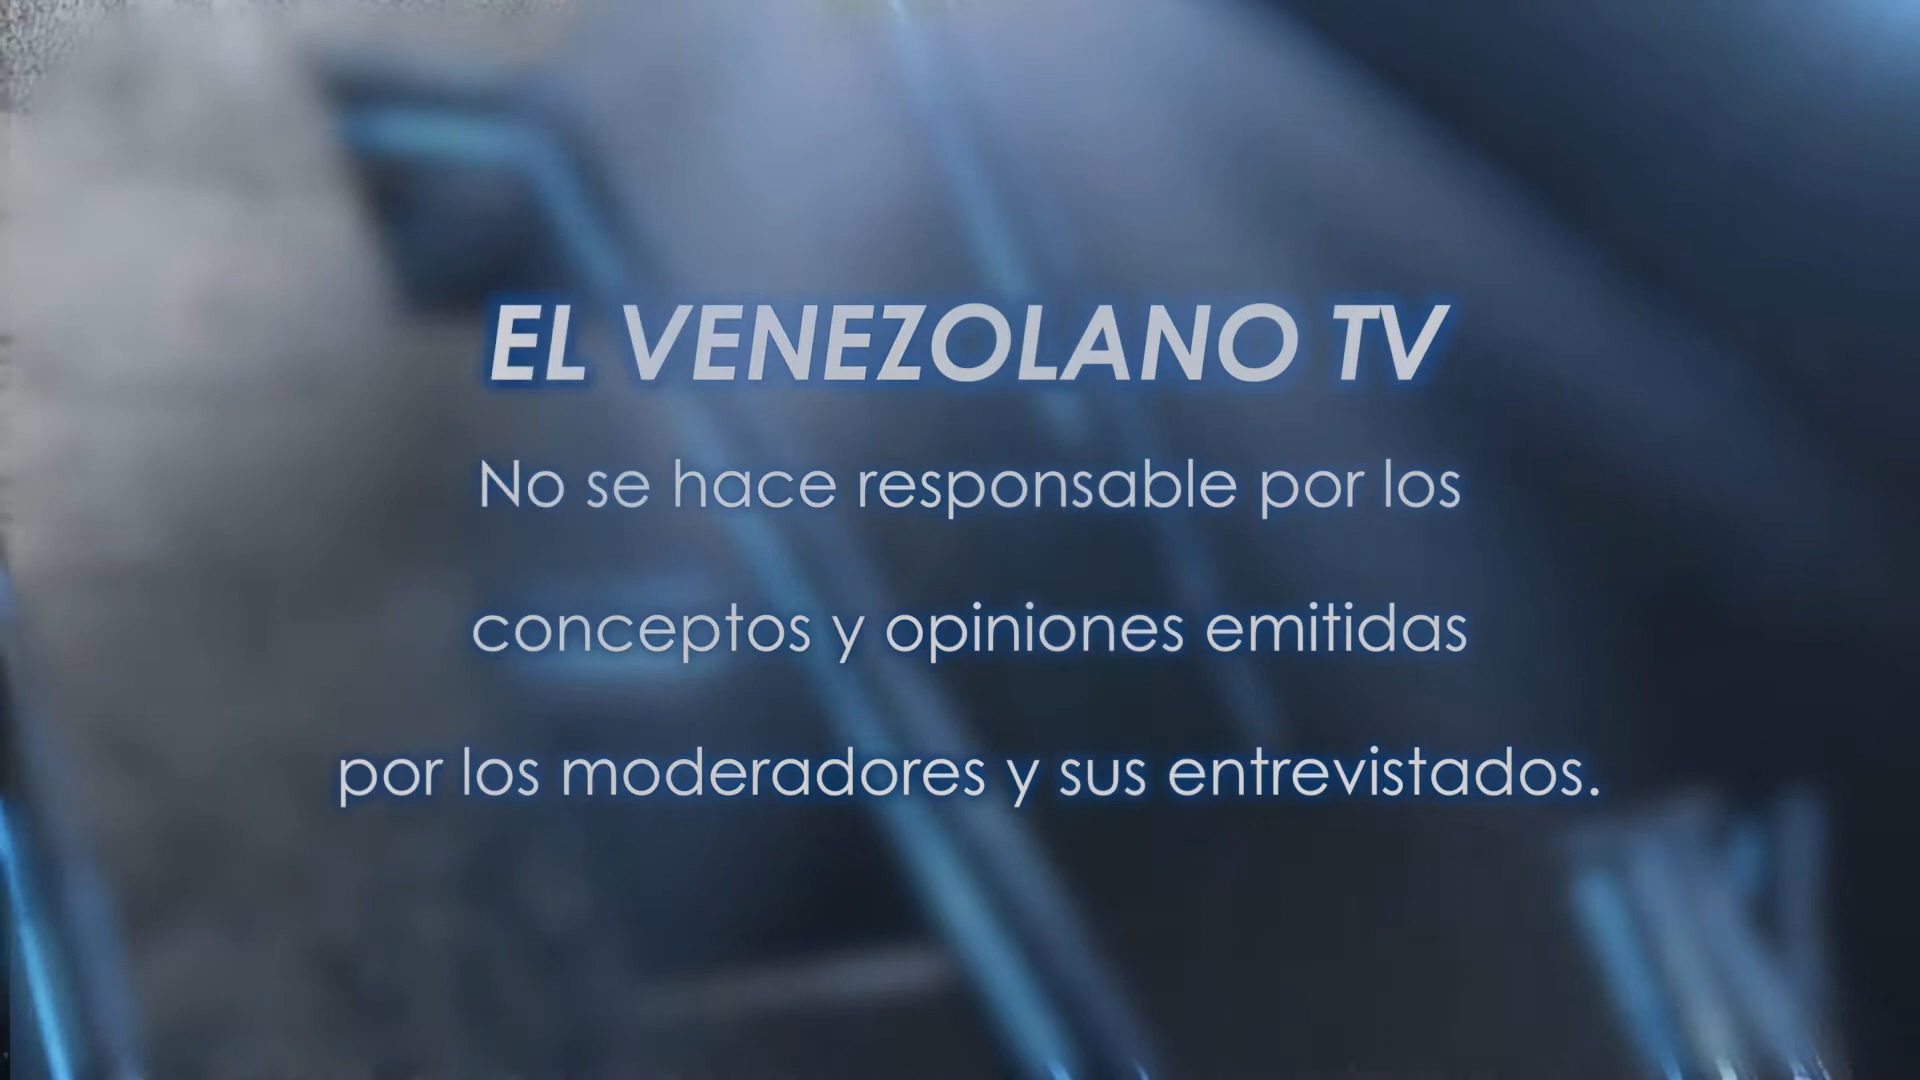 EL VENEZOLANO TV
No se hace responsable por los
conceptos y opiniones emitidas
por los moderadores y sus entrevistados.